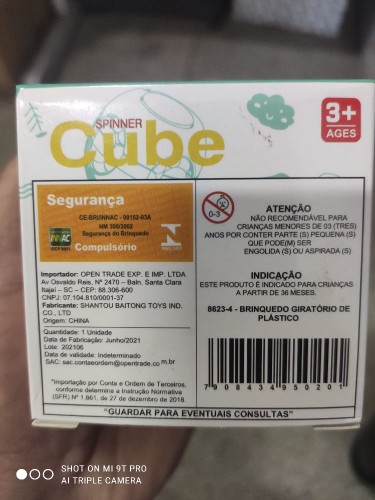 SPINNER
Cube
3+
AGES
Segurança
CE-BRI/INNAC - 00152-03A
NM 300/2002
Segurança do Brinquedo
INNAC
Compulsório
0-3
ATENÇÃO
NÃO RECOMENDÁVEL PARA
CRIANÇAS MENORES DE 03 (TRES)
ANOS POR CONTER PARTE (S) PEQUENA (S)
QUE PODE(M) SER
ENGOLIDA (S) OU ASPIRADA (S)
INDICAÇÃO
ESTE PRODUTO É INDICADO PARA CRIANÇAS
A PARTIR DE 36 MESES.
8623-4 - BRINQUEDO GIRATÓRIO DE
PLÁSTICO
7908434950201
Importador: OPEN TRADE EXP. E IMP. LTDA
Av Osvaldo Reis, Nº 2470 – Baln. Santa Clara
Itajaí – SC – CEP: 88.306-600
CNPJ: 07.104.810/0001-37
Fabricante: SHANTOU BAITONG TOYS IND.
CO., LTD
Origem: CHINA
Quantidade: 1 Unidade
Data de Fabricação: Junho/2021
Lote: 202106
Data de validade: Indeterminado
SAC: sac.contaeordem@opentrade.com.br
"Importação por Conta e Ordem de Terceiros,
conforme determina a Instrução Normativa
(SFR) Nº 1.861, de 27 de dezembro de 2018.
"GUARDAR PARA EVENTUAIS CONSULTAS"
SHOT ON MI 9T PRO
AI TRIPLE CAMERA